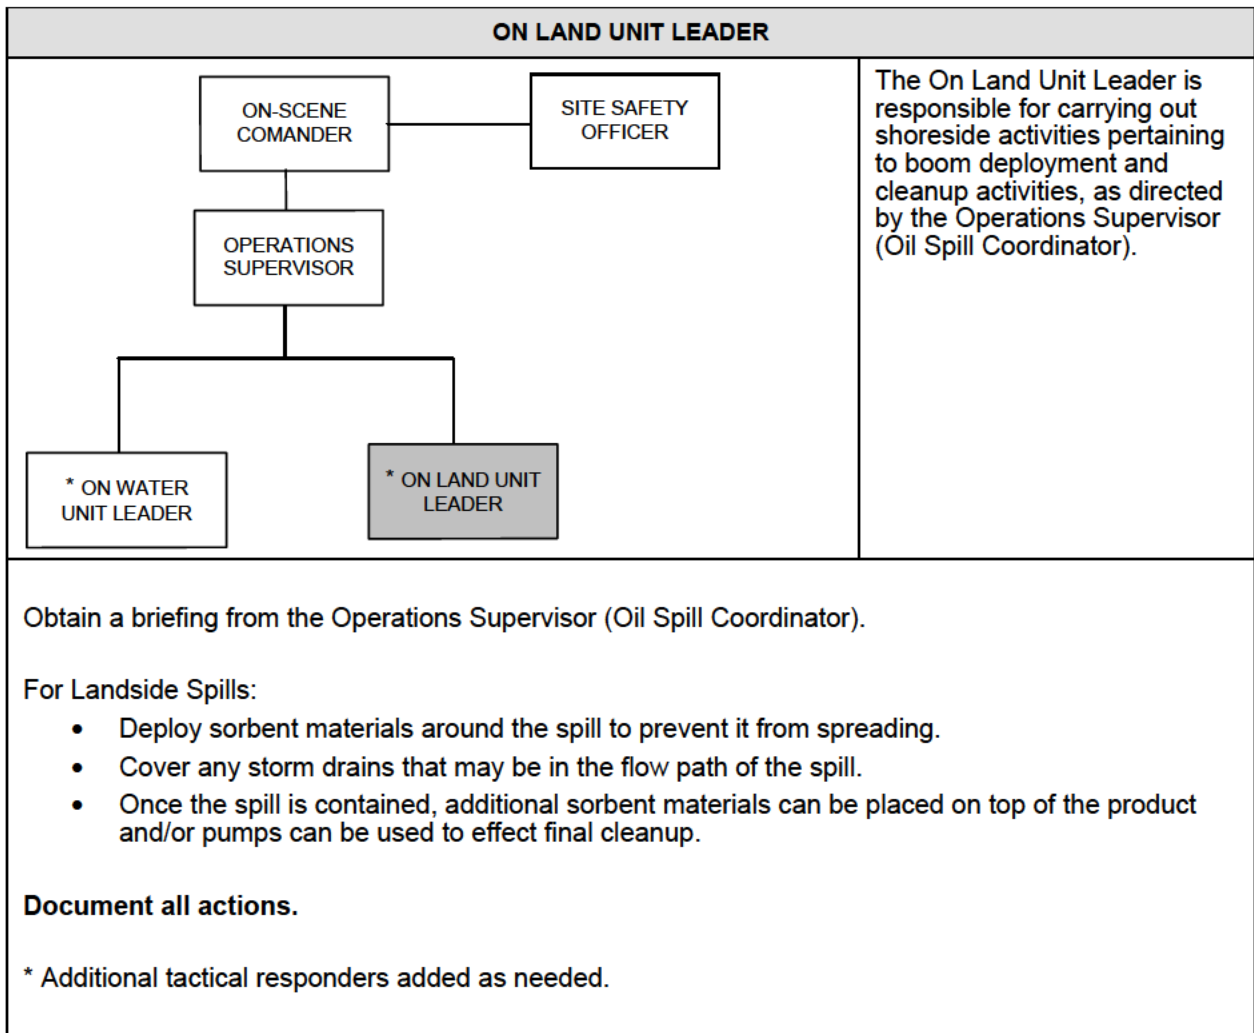 ON LAND UNIT LEADER
ON-SCENE
COMANDER
SITE SAFETY
OFFICER
OPERATIONS
SUPERVISOR
* ON WATER
UNIT LEADER
* ON LAND UNIT
LEADER
The On Land Unit Leader is
responsible for carrying out
shoreside activities pertaining
to boom deployment and
cleanup activities, as directed
by the Operations Supervisor
(Oil Spill Coordinator).
Obtain a briefing from the Operations Supervisor (Oil Spill Coordinator).
For Landside Spills:
• Deploy sorbent materials around the spill to prevent it from spreading.
• Cover any storm drains that may be in the flow path of the spill.
• Once the spill is contained, additional sorbent materials can be placed on top of the product
and/or pumps can be used to effect final cleanup.
Document all actions.
* Additional tactical responders added as needed.